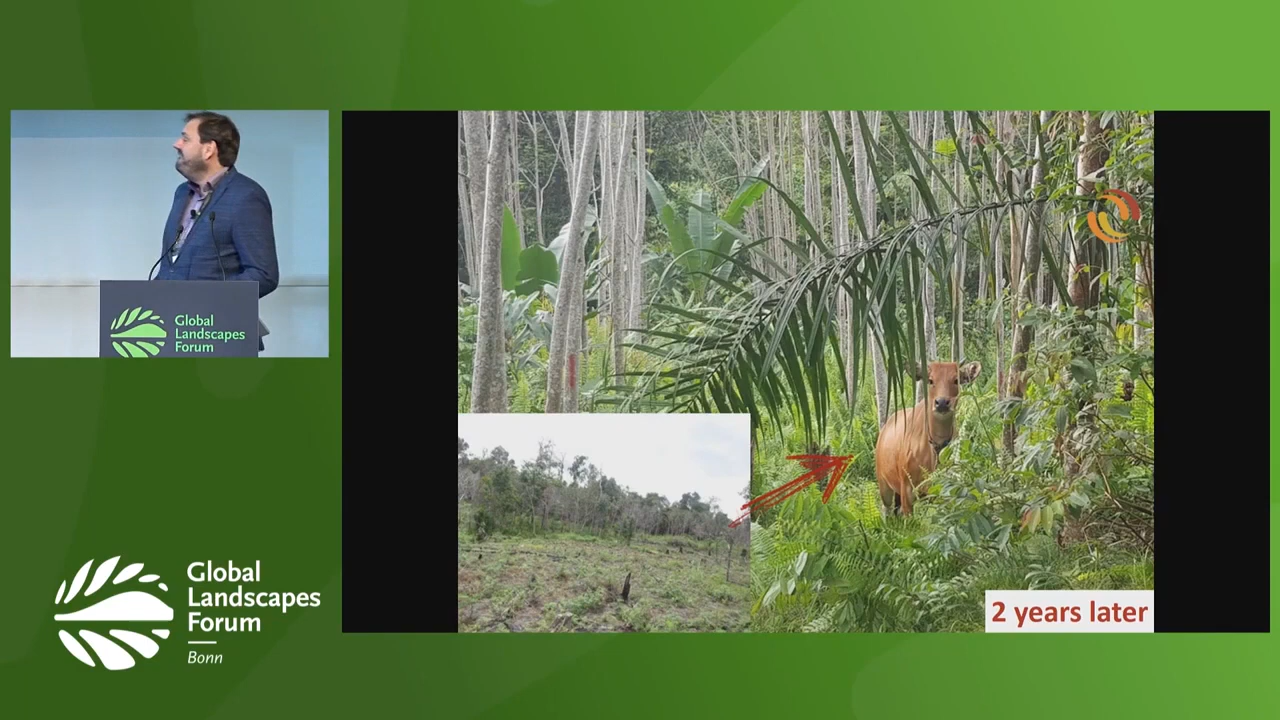 Global
Landscapes
Forum
2 years later
Global
Landscapes
Forum
Bonn